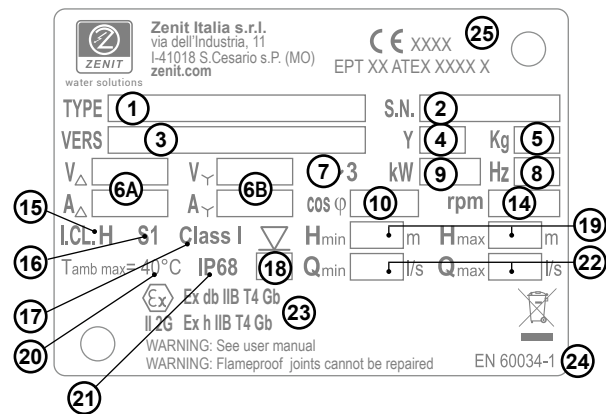 ZENIT
water solutions
Zenit Italia s.r.l.
via dell'Industria, 11
I-41018 S.Cesario s.P. (MO)
zenit.com
CE XXXX 25
EPT XX ATEX XXXX X
TYPE 1 S.N. 2
VERS 3 Y 4 Kg 5
V△ 6A V 6B 7 3 kW 9 Hz 8
A△ A cos φ 10 rpm 14
15 I.CL. H S1 Class I Hmin m Hmax m 19
16 Tamb max= 40°C IP68 18 Qmin l/s Qmax l/s 22
17 Ex Ex db IIB T4 Gb 23
20 II 2G Ex h IIB T4 Gb
21 WARNING: See user manual
WARNING: Flameproof joints cannot be repaired EN 60034-1 24